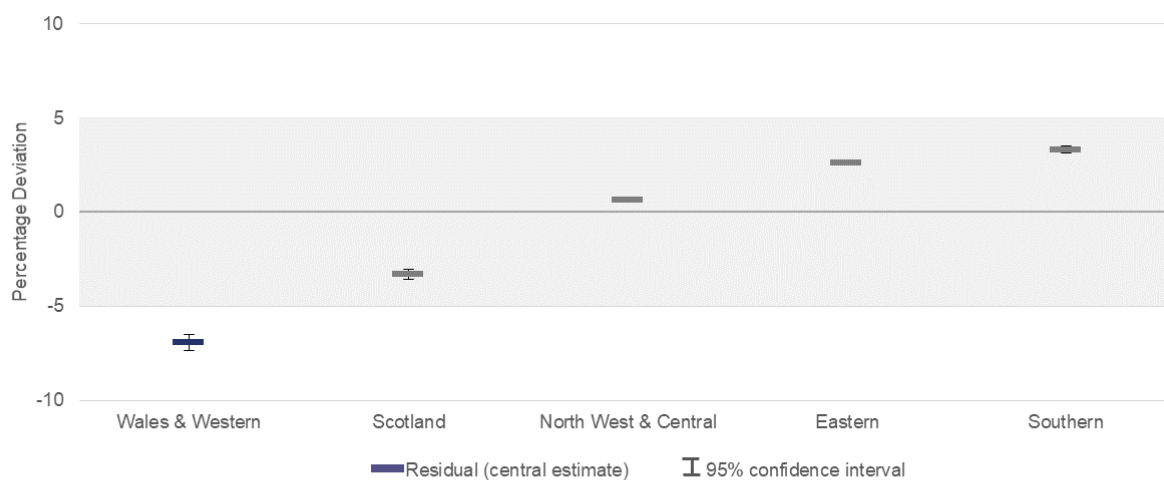 10
5
0
-5
-10
Percentage Deviation
Wales & Western
Scotland
North West & Central
Eastern
Southern
Residual (central estimate)
95% confidence interval